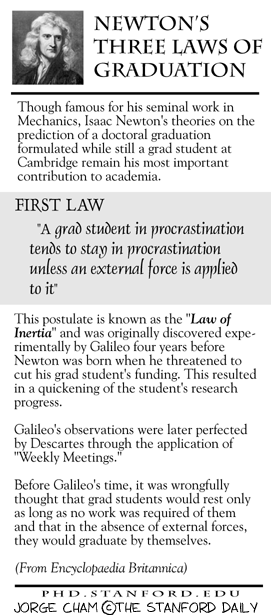 NEWTON'S
THREE LAWS OF
GRADUATION
Though famous for his seminal work in
Mechanics, Isaac Newton's theories on the
prediction of a doctoral graduation
formulated while still a grad student at
Cambridge remain his most important
contribution to academia.
FIRST LAW
"A grad student in procrastination
tends to stay in procrastination
unless an external force is applied
to it"
This postulate is known as the "Law of
Inertia" and was originally discovered expe-
rimentally by Galileo four years before
Newton was born when he threatened to
cut his grad student's funding. This resulted
in a quickening of the student's research
progress.
Galileo's observations were later perfected
by Descartes through the application of
"Weekly Meetings."
Before Galileo's time, it was wrongfully
thought that grad students would rest only
as long as no work was required of them
and that in the absence of external forces,
they would graduate by themselves.
(From Encyclopaedia Britannica)
PHD.STANFORD.EDU
JORGE CHAM ©THE STANFORD DAILY